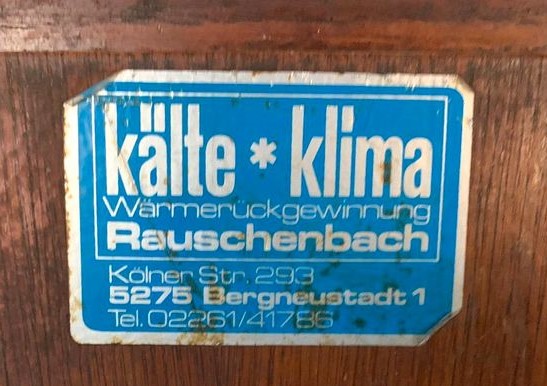 kälte * klima
Wärmerückgewinnung
Rauschenbach
Kölner Str. 293
5275 Bergneustadt 1
Tel. 02261/41786